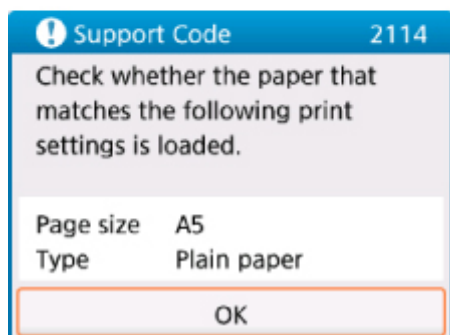 Support Code 2114
Check whether the paper that
matches the following print
settings is loaded.
Page size A5
Type Plain paper
OK